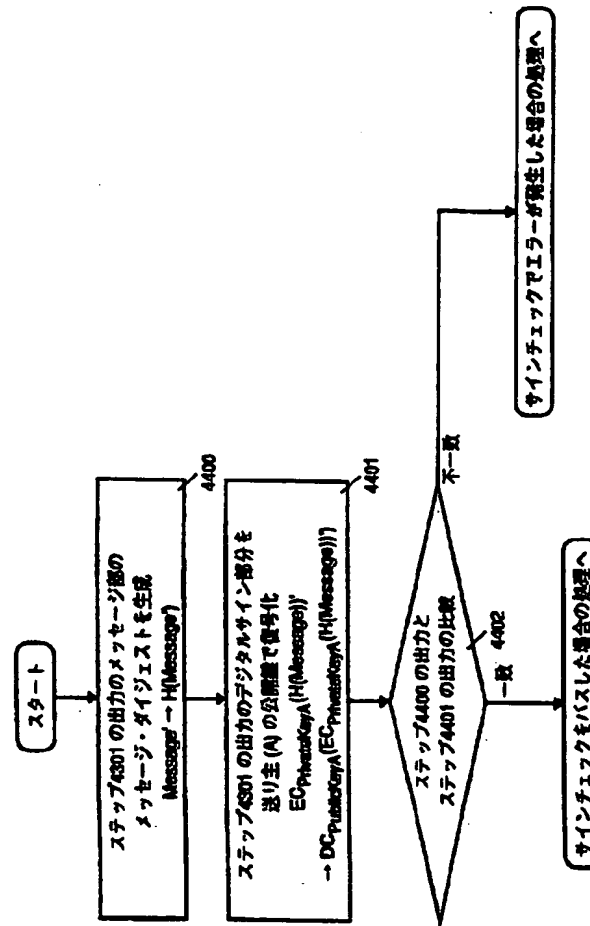 スタート
ステップ4301 の出力のメッセージ部の
メッセージ・ダイジェストを生成
Message' → H(Message')
4400
ステップ4301 の出力のデジタルサイン部分を
送り主 (A) の公開鍵で復号化
EC_PrivateKeyA(H(Message))'
→ DC_PublicKeyA(EC_PrivateKeyA(H(Message))')
4401
ステップ4400 の出力と
ステップ4401 の出力の比較
4402
不一致
一致
サインチェックでエラーが発生した場合の処理へ
サインチェックをパスした場合の処理へ